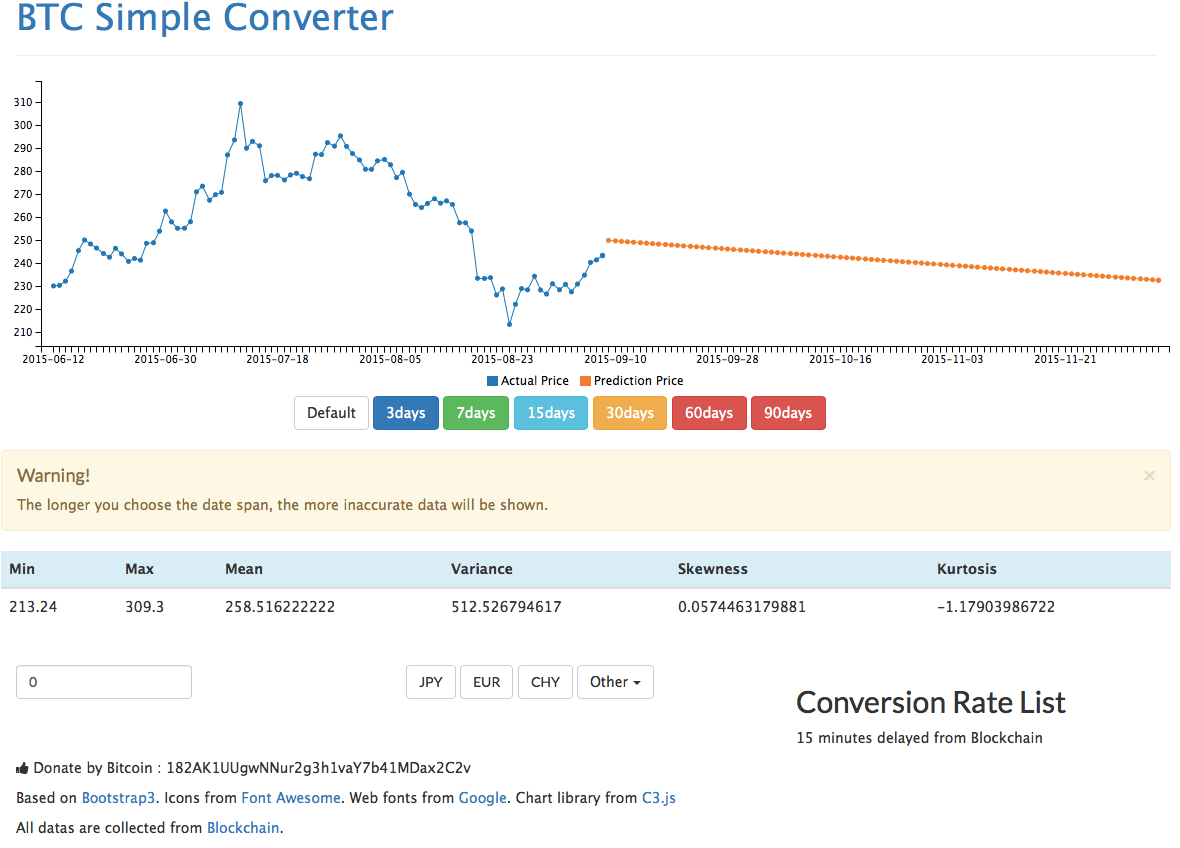 BTC Simple Converter
310
300
290
280
270
260
250
240
230
220
210
2015-06-12 2015-06-30 2015-07-18 2015-08-05 2015-08-23 2015-09-10 2015-09-28 2015-10-16 2015-11-03 2015-11-21
Actual Price Prediction Price
Default 3days 7days 15days 30days 60days 90days
Warning! ×
The longer you choose the date span, the more inaccurate data will be shown.
Min Max Mean Variance Skewness Kurtosis
213.24 309.3 258.516222222 512.526794617 0.0574463179881 -1.17903986722
0 JPY EUR CHY Other
Conversion Rate List
15 minutes delayed from Blockchain
Donate by Bitcoin : 182AK1UUgwNNur2g3h1vaY7b41MDax2C2v
Based on Bootstrap3. Icons from Font Awesome. Web fonts from Google. Chart library from C3.js
All datas are collected from Blockchain.